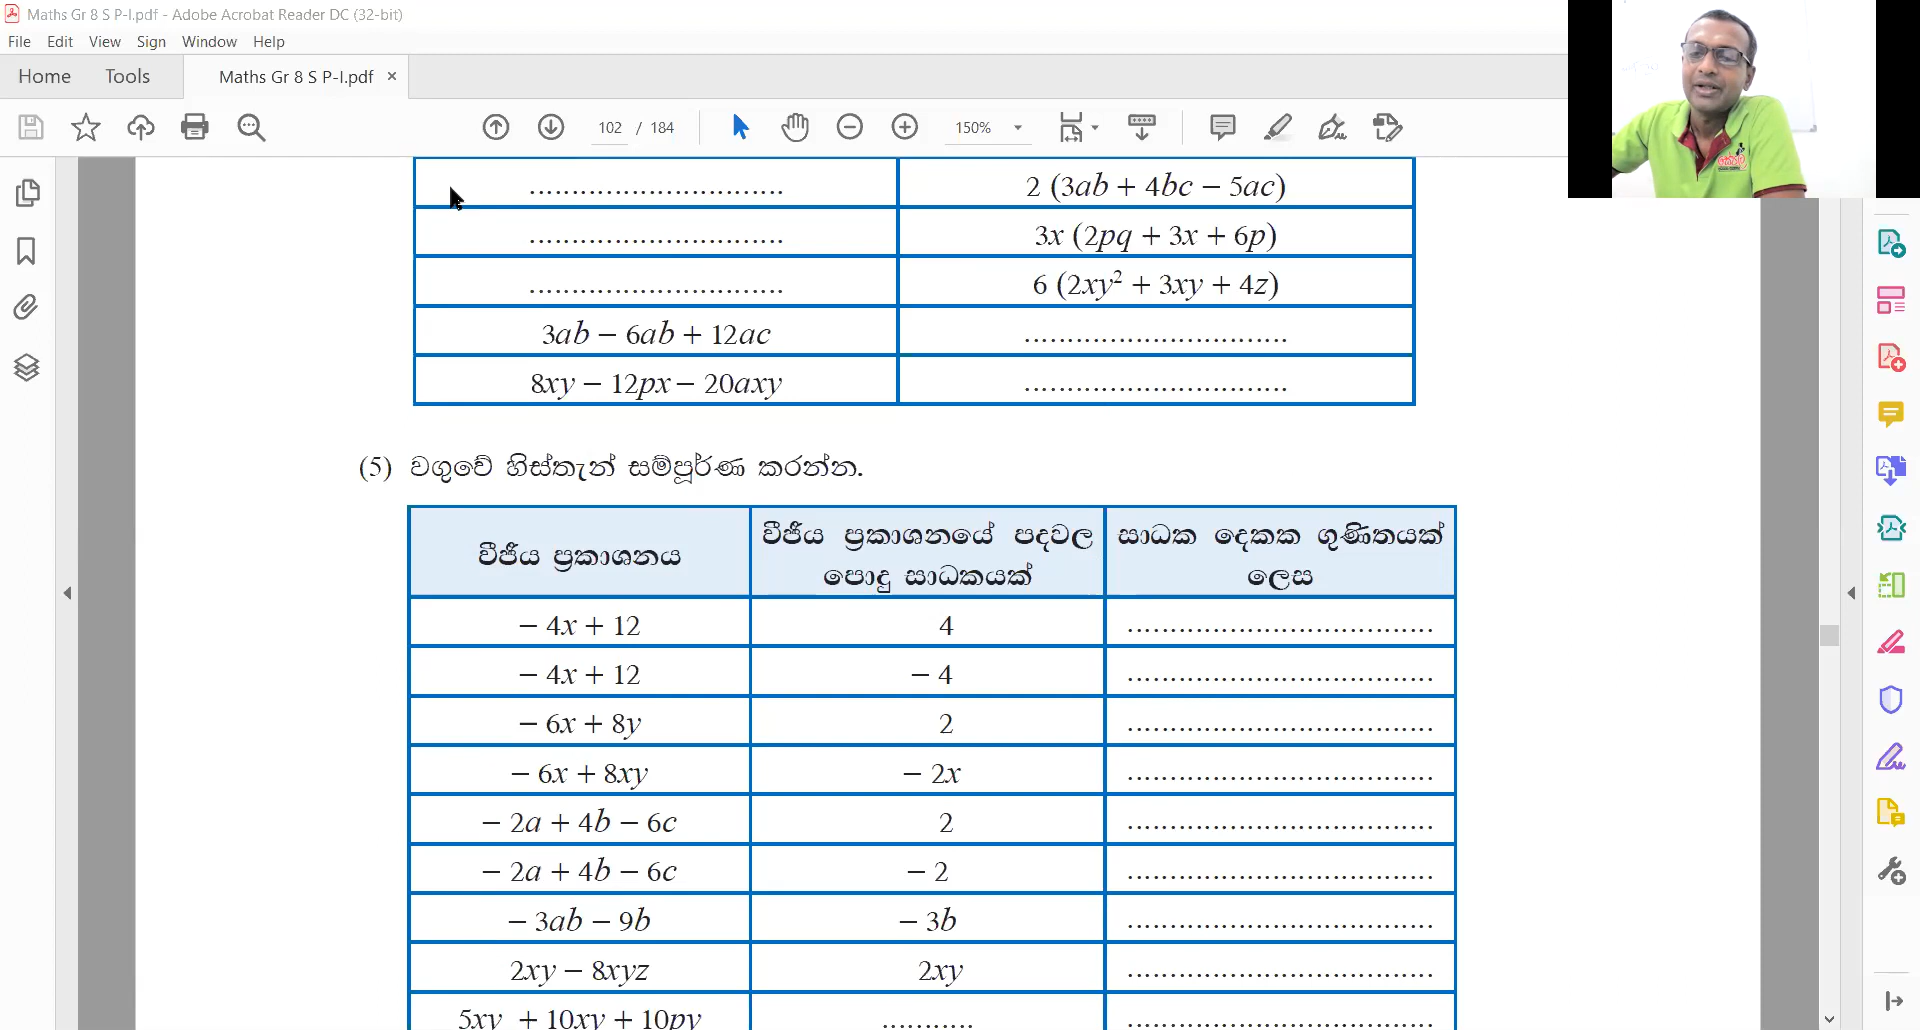 Maths Gr 8 S P-I.pdf - Adobe Acrobat Reader DC (32-bit)
File Edit View Sign Window Help
Home Tools Maths Gr 8 S P-I.pdf ×
102 / 184 150%
.............................. 2 (3ab + 4bc − 5ac)
.............................. 3x (2pq + 3x + 6p)
.............................. 6 (2xy² + 3xy + 4z)
3ab − 6ab + 12ac ...............................
8xy − 12px − 20axy ...............................
(5) වගුවේ හිස්තැන් සම්පූර්ණ කරන්න.
වීජීය ප්‍රකාශනය
වීජීය ප්‍රකාශනයේ පදවල
පොදු සාධකයක්
සාධක දෙකක ගුණිතයක්
ලෙස
− 4x + 12 4 ....................................
− 4x + 12 − 4 ....................................
− 6x + 8y 2 ....................................
− 6x + 8xy − 2x ....................................
− 2a + 4b − 6c 2 ....................................
− 2a + 4b − 6c − 2 ....................................
− 3ab − 9b − 3b ....................................
2xy − 8xyz 2xy ....................................
5xy + 10xy + 10py ........... ....................................